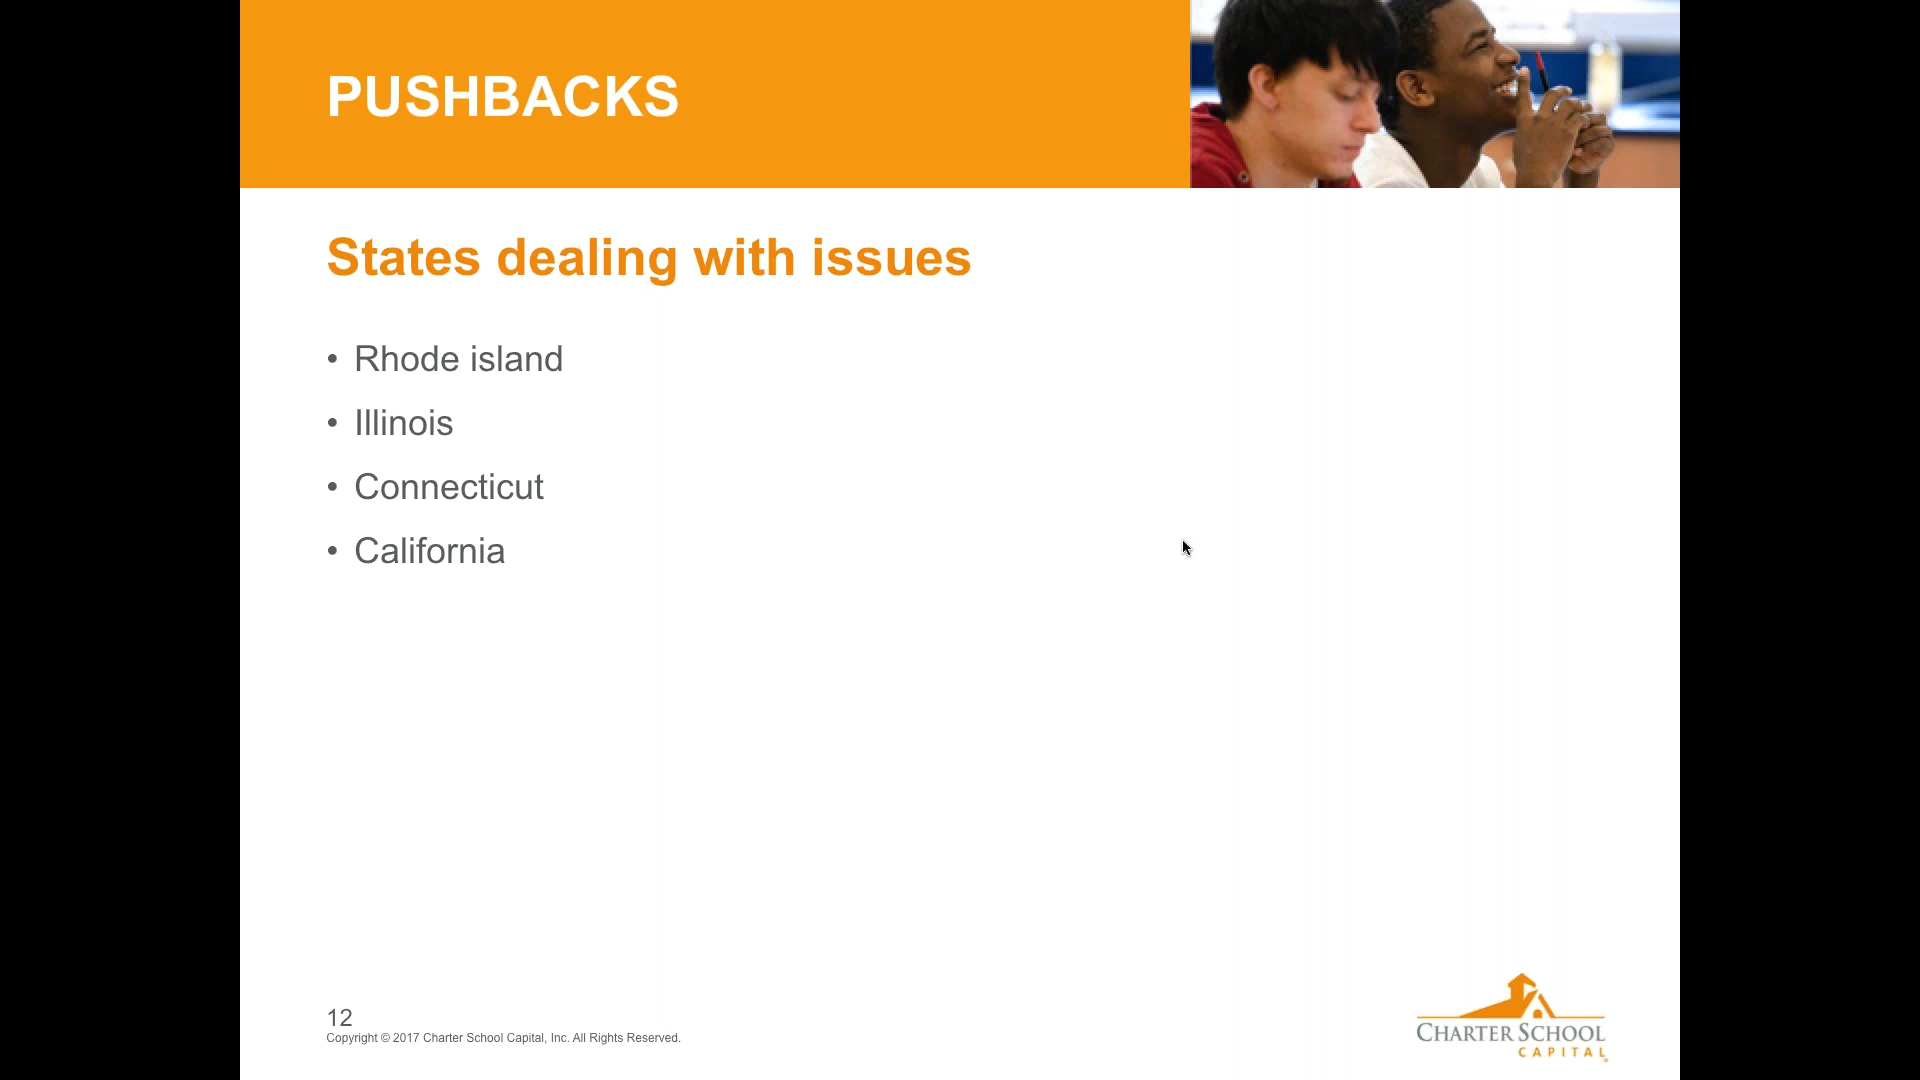 PUSHBACKS
States dealing with issues
• Rhode island
• Illinois
• Connecticut
• California
12
Copyright © 2017 Charter School Capital, Inc. All Rights Reserved.
CHARTER SCHOOL
CAPITAL